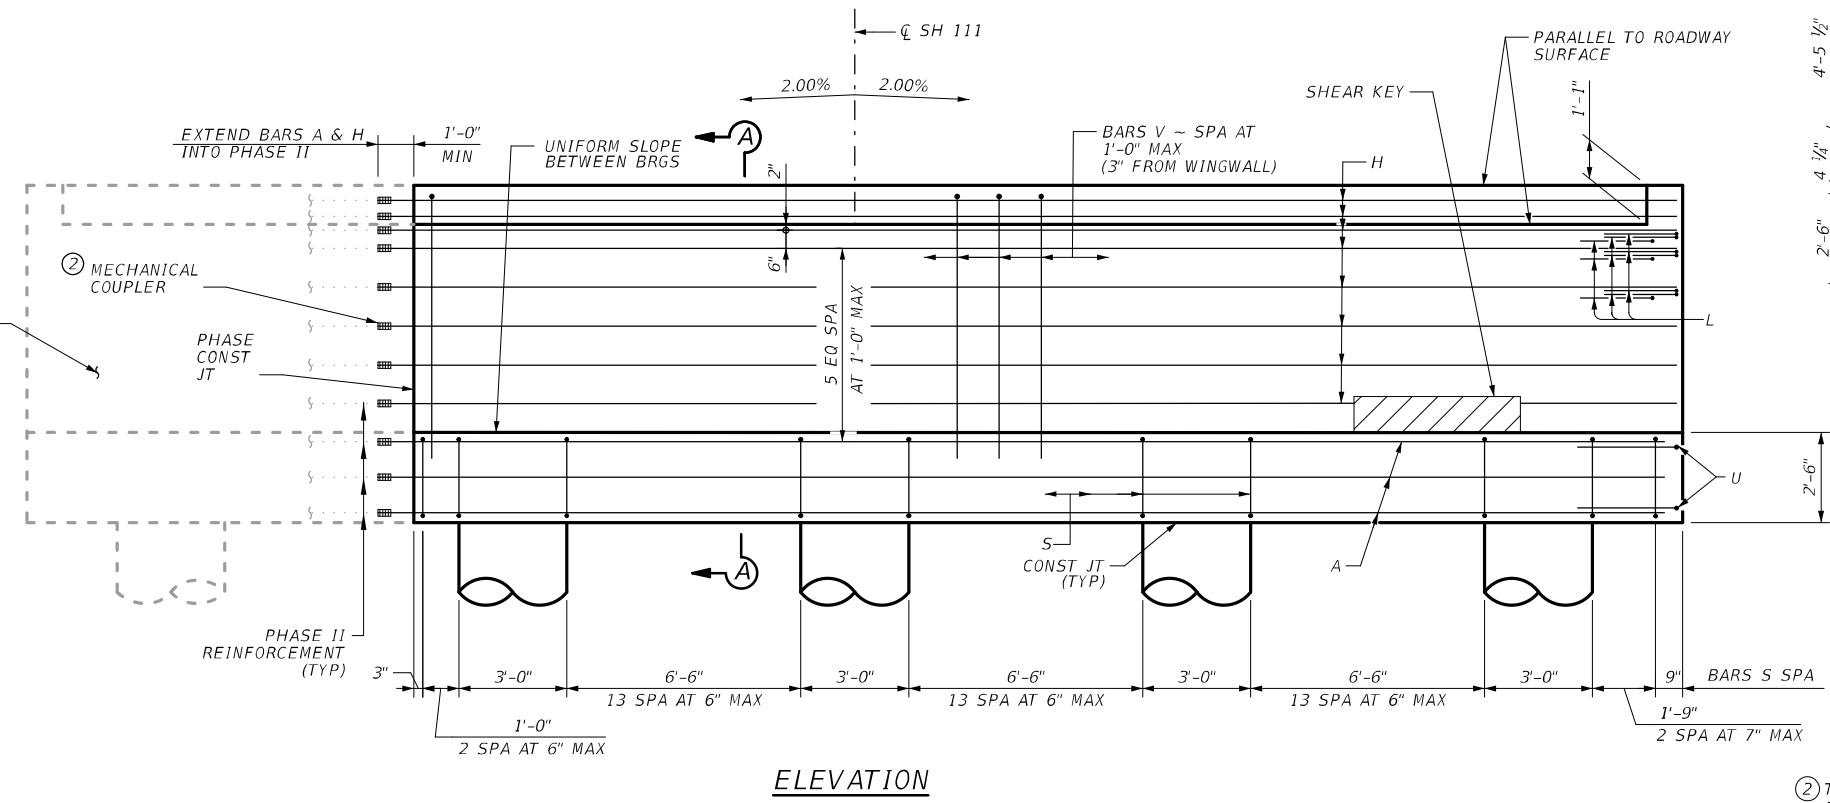 ℄ SH 111
2.00%
2.00%
PARALLEL TO ROADWAY
SURFACE
4'-5 ½"
SHEAR KEY
1'-1"
EXTEND BARS A & H
INTO PHASE II
1'-0"
MIN
UNIFORM SLOPE
BETWEEN BRGS
A
2"
BARS V ~ SPA AT
1'-0" MAX
(3" FROM WINGWALL)
H
4 ¼"
2'-6"
② MECHANICAL
COUPLER
6"
5 EQ SPA
AT 1'-0" MAX
L
PHASE
CONST
JT
U
2'-6"
S
CONST JT
(TYP)
A
A
PHASE II
REINFORCEMENT
(TYP)
3"
3'-0"
6'-6"
13 SPA AT 6" MAX
3'-0"
6'-6"
13 SPA AT 6" MAX
3'-0"
6'-6"
13 SPA AT 6" MAX
3'-0"
9"
BARS S SPA
1'-0"
2 SPA AT 6" MAX
1'-9"
2 SPA AT 7" MAX
ELEVATION
② T